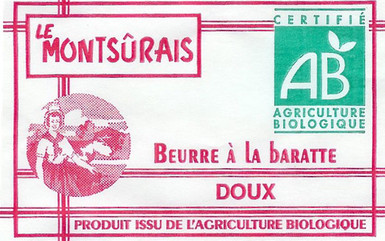 LE
MONTSÛRAIS
CERTIFIÉ
AB
AGRICULTURE
BIOLOGIQUE
BEURRE À LA BARATTE
DOUX
PRODUIT ISSU DE L'AGRICULTURE BIOLOGIQUE